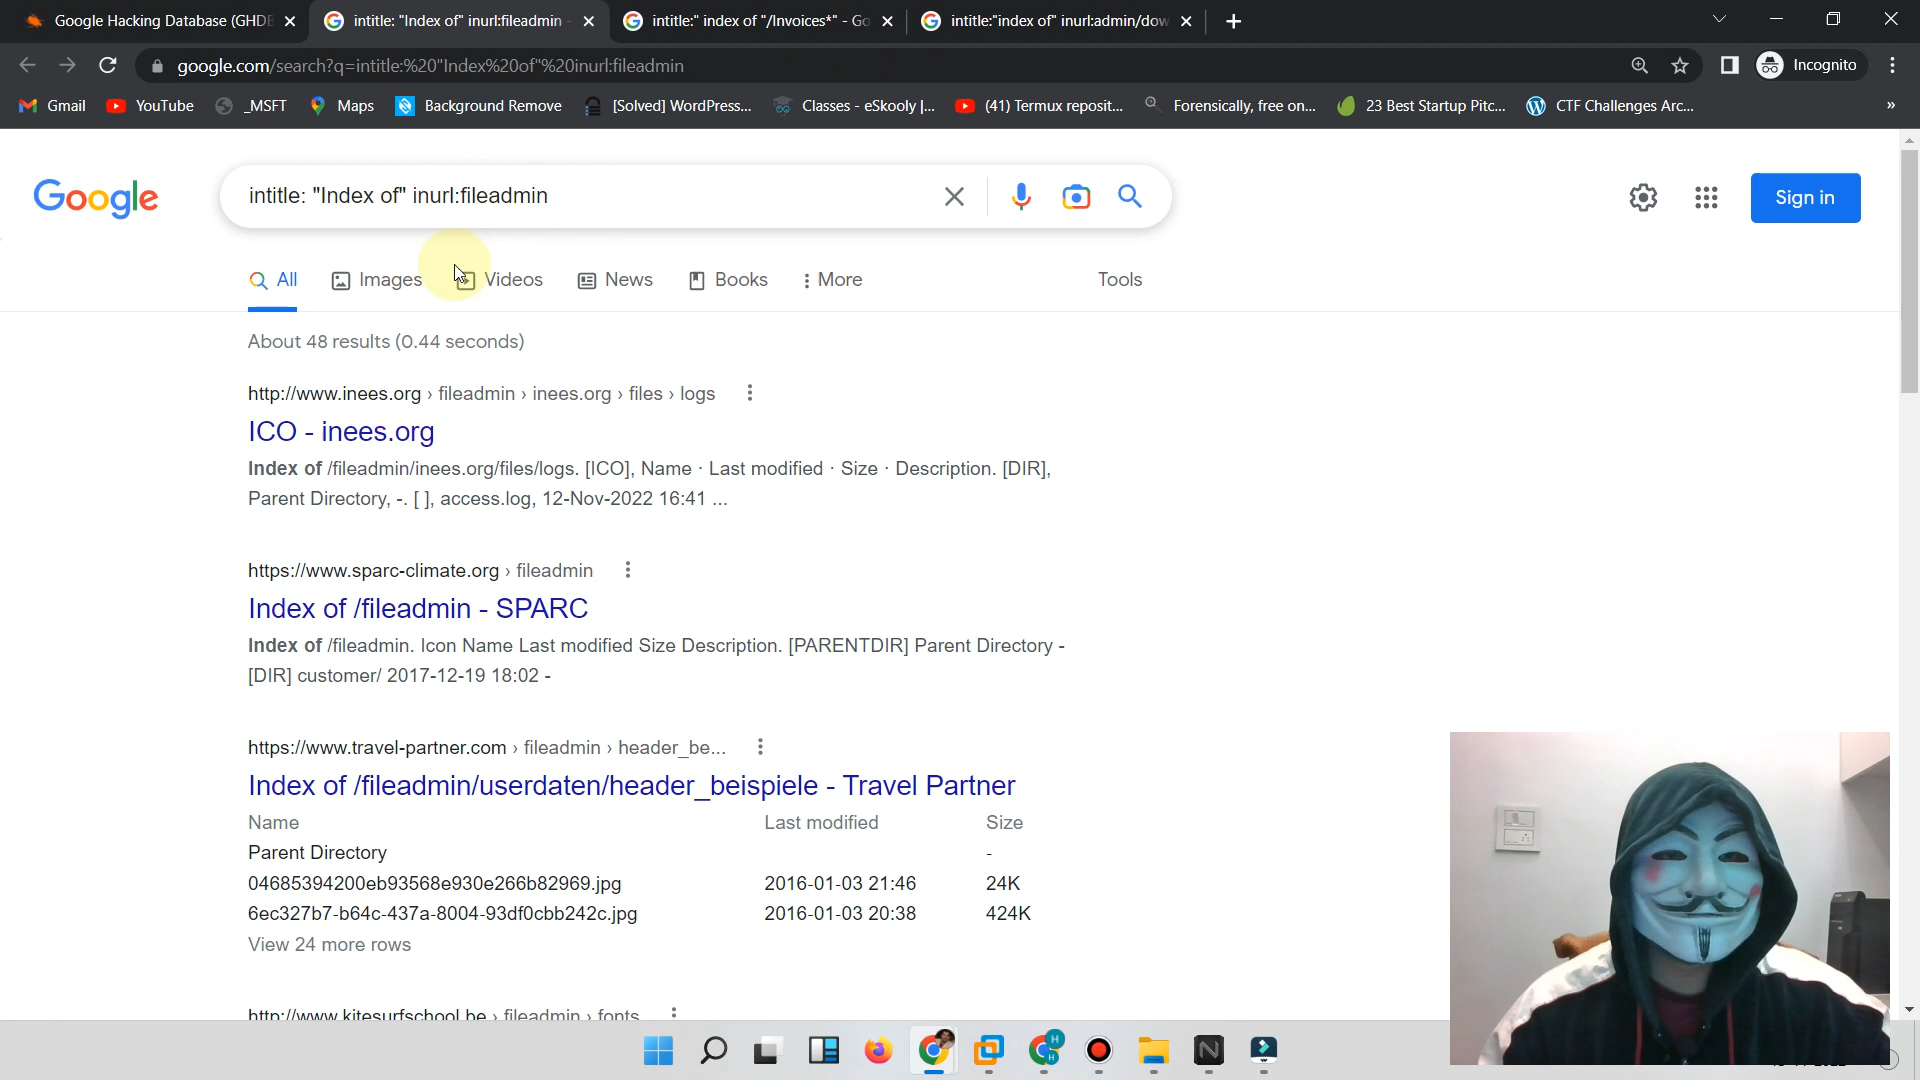 Google Hacking Database (GHDB
intitle: "Index of" inurl:fileadmin -
intitle:" index of "/Invoices*" - Go
intitle:"index of" inurl:admin/dow
google.com/search?q=intitle:%20"Index%20of"%20inurl:fileadmin
Incognito
Gmail
YouTube
_MSFT
Maps
Background Remove
[Solved] WordPress...
Classes - eSkooly |...
(41) Termux reposit...
Forensically, free on...
23 Best Startup Pitc...
CTF Challenges Arc...
»
Google
intitle: "Index of" inurl:fileadmin
Sign in
All
Images
Videos
News
Books
More
Tools
About 48 results (0.44 seconds)
http://www.inees.org › fileadmin › inees.org › files › logs
ICO - inees.org
Index of /fileadmin/inees.org/files/logs. [ICO], Name · Last modified · Size · Description. [DIR],
Parent Directory, -. [ ], access.log, 12-Nov-2022 16:41 ...
https://www.sparc-climate.org › fileadmin
Index of /fileadmin - SPARC
Index of /fileadmin. Icon Name Last modified Size Description. [PARENTDIR] Parent Directory -
[DIR] customer/ 2017-12-19 18:02 -
https://www.travel-partner.com › fileadmin › header_be...
Index of /fileadmin/userdaten/header_beispiele - Travel Partner
Name Last modified Size
Parent Directory -
04685394200eb93568e930e266b82969.jpg 2016-01-03 21:46 24K
6ec327b7-b64c-437a-8004-93df0cbb242c.jpg 2016-01-03 20:38 424K
View 24 more rows
http://www.kitesurfschool.be › fileadmin › fonts